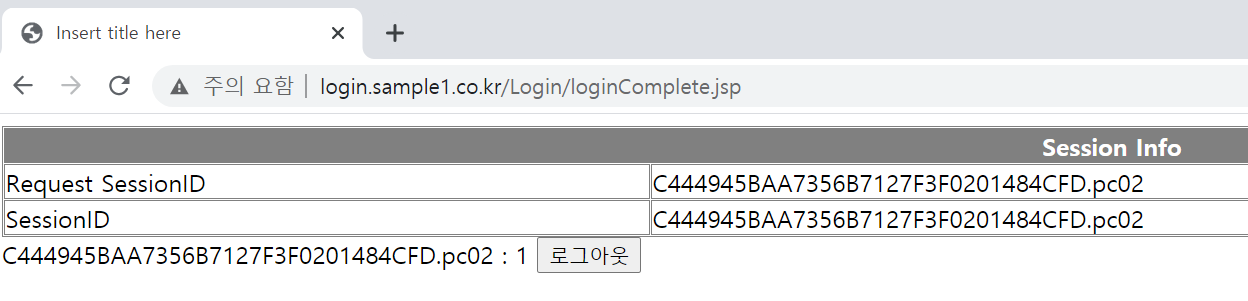 Insert title here
주의 요함 | login.sample1.co.kr/Login/loginComplete.jsp
Session Info
Request SessionID C444945BAA7356B7127F3F0201484CFD.pc02
SessionID C444945BAA7356B7127F3F0201484CFD.pc02
C444945BAA7356B7127F3F0201484CFD.pc02 : 1 로그아웃